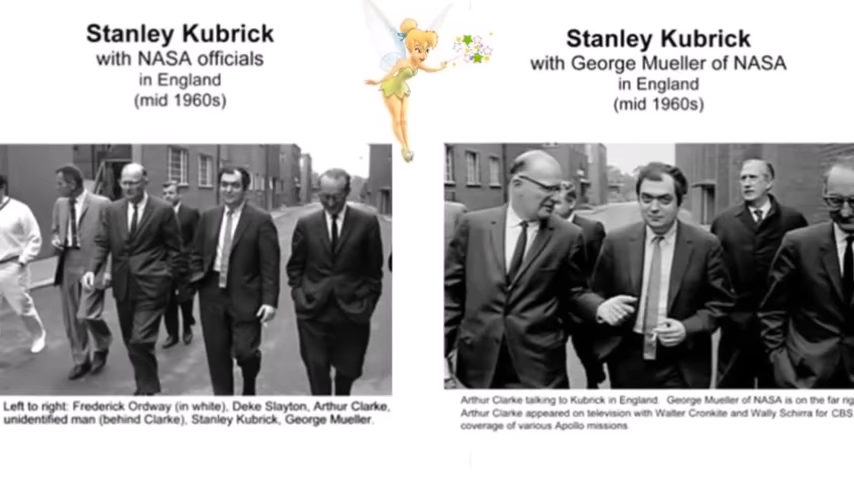 Stanley Kubrick
with NASA officials
in England
(mid 1960s)
Left to right: Frederick Ordway (in white), Deke Slayton, Arthur Clarke,
unidentified man (behind Clarke), Stanley Kubrick, George Mueller.
Stanley Kubrick
with George Mueller of NASA
in England
(mid 1960s)
Arthur Clarke talking to Kubrick in England. George Mueller of NASA is on the far rig
Arthur Clarke appeared on television with Walter Cronkite and Wally Schirra for CBS
coverage of various Apollo missions.